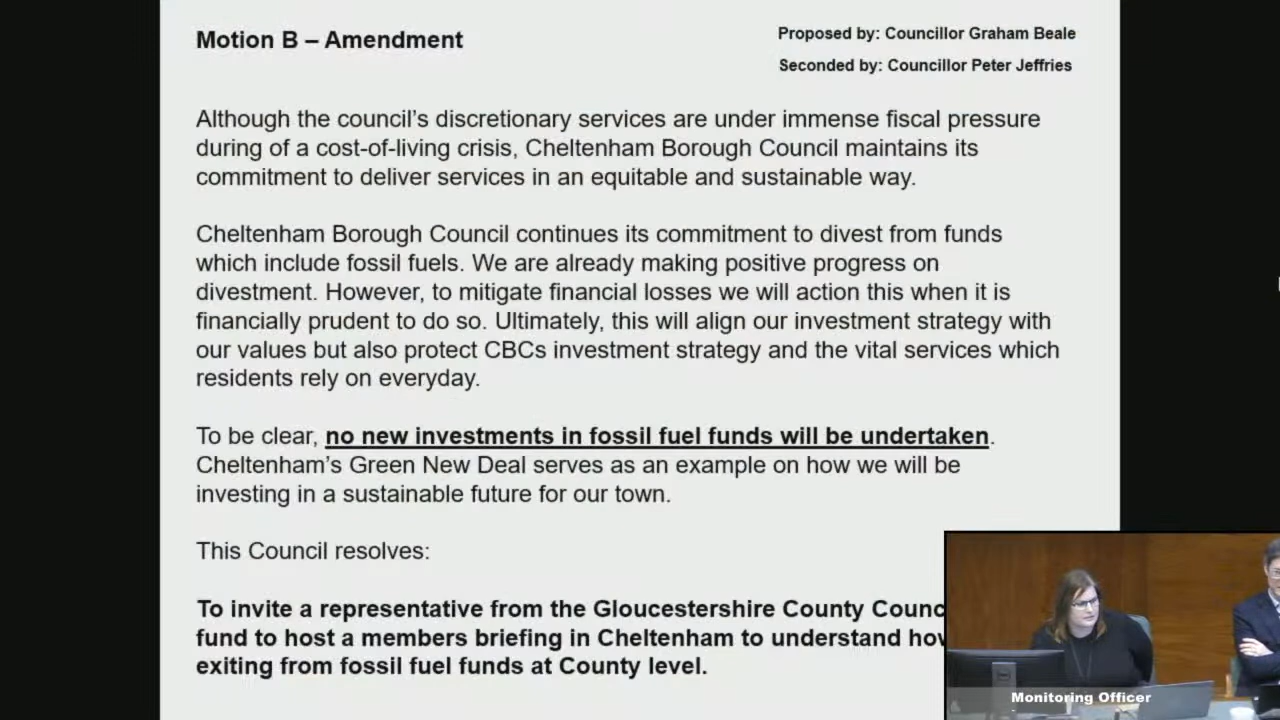 Motion B – Amendment
Proposed by: Councillor Graham Beale
Seconded by: Councillor Peter Jeffries
Although the council’s discretionary services are under immense fiscal pressure
during of a cost-of-living crisis, Cheltenham Borough Council maintains its
commitment to deliver services in an equitable and sustainable way.
Cheltenham Borough Council continues its commitment to divest from funds
which include fossil fuels. We are already making positive progress on
divestment. However, to mitigate financial losses we will action this when it is
financially prudent to do so. Ultimately, this will align our investment strategy with
our values but also protect CBCs investment strategy and the vital services which
residents rely on everyday.
To be clear, no new investments in fossil fuel funds will be undertaken.
Cheltenham’s Green New Deal serves as an example on how we will be
investing in a sustainable future for our town.
This Council resolves:
To invite a representative from the Gloucestershire County
fund to host a members briefing in Cheltenham to understand
exiting from fossil fuel funds at County level.
Monitoring Officer